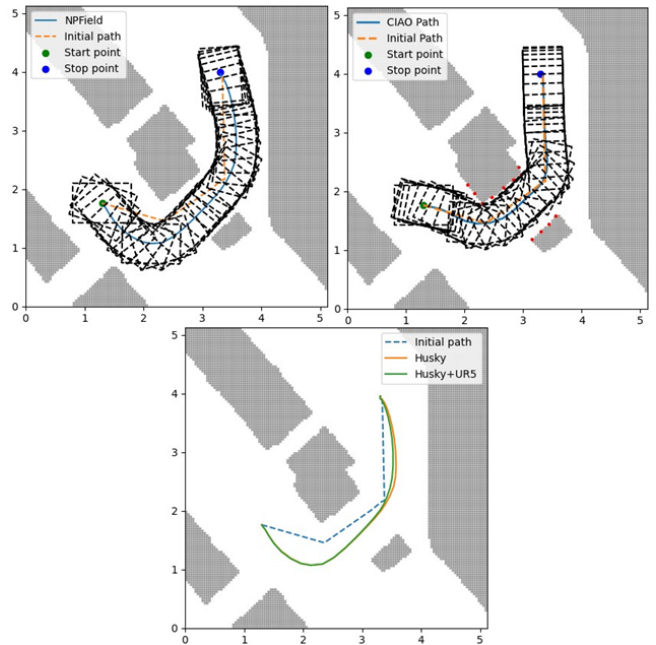 NPField
Initial path
Start point
Stop point
5
4
3
2
1
0
0 1 2 3 4 5
CIAO Path
Initial Path
Start point
Stop point
5
4
3
2
1
0
0 1 2 3 4 5
Initial path
Husky
Husky+UR5
5
4
3
2
1
0
0 1 2 3 4 5